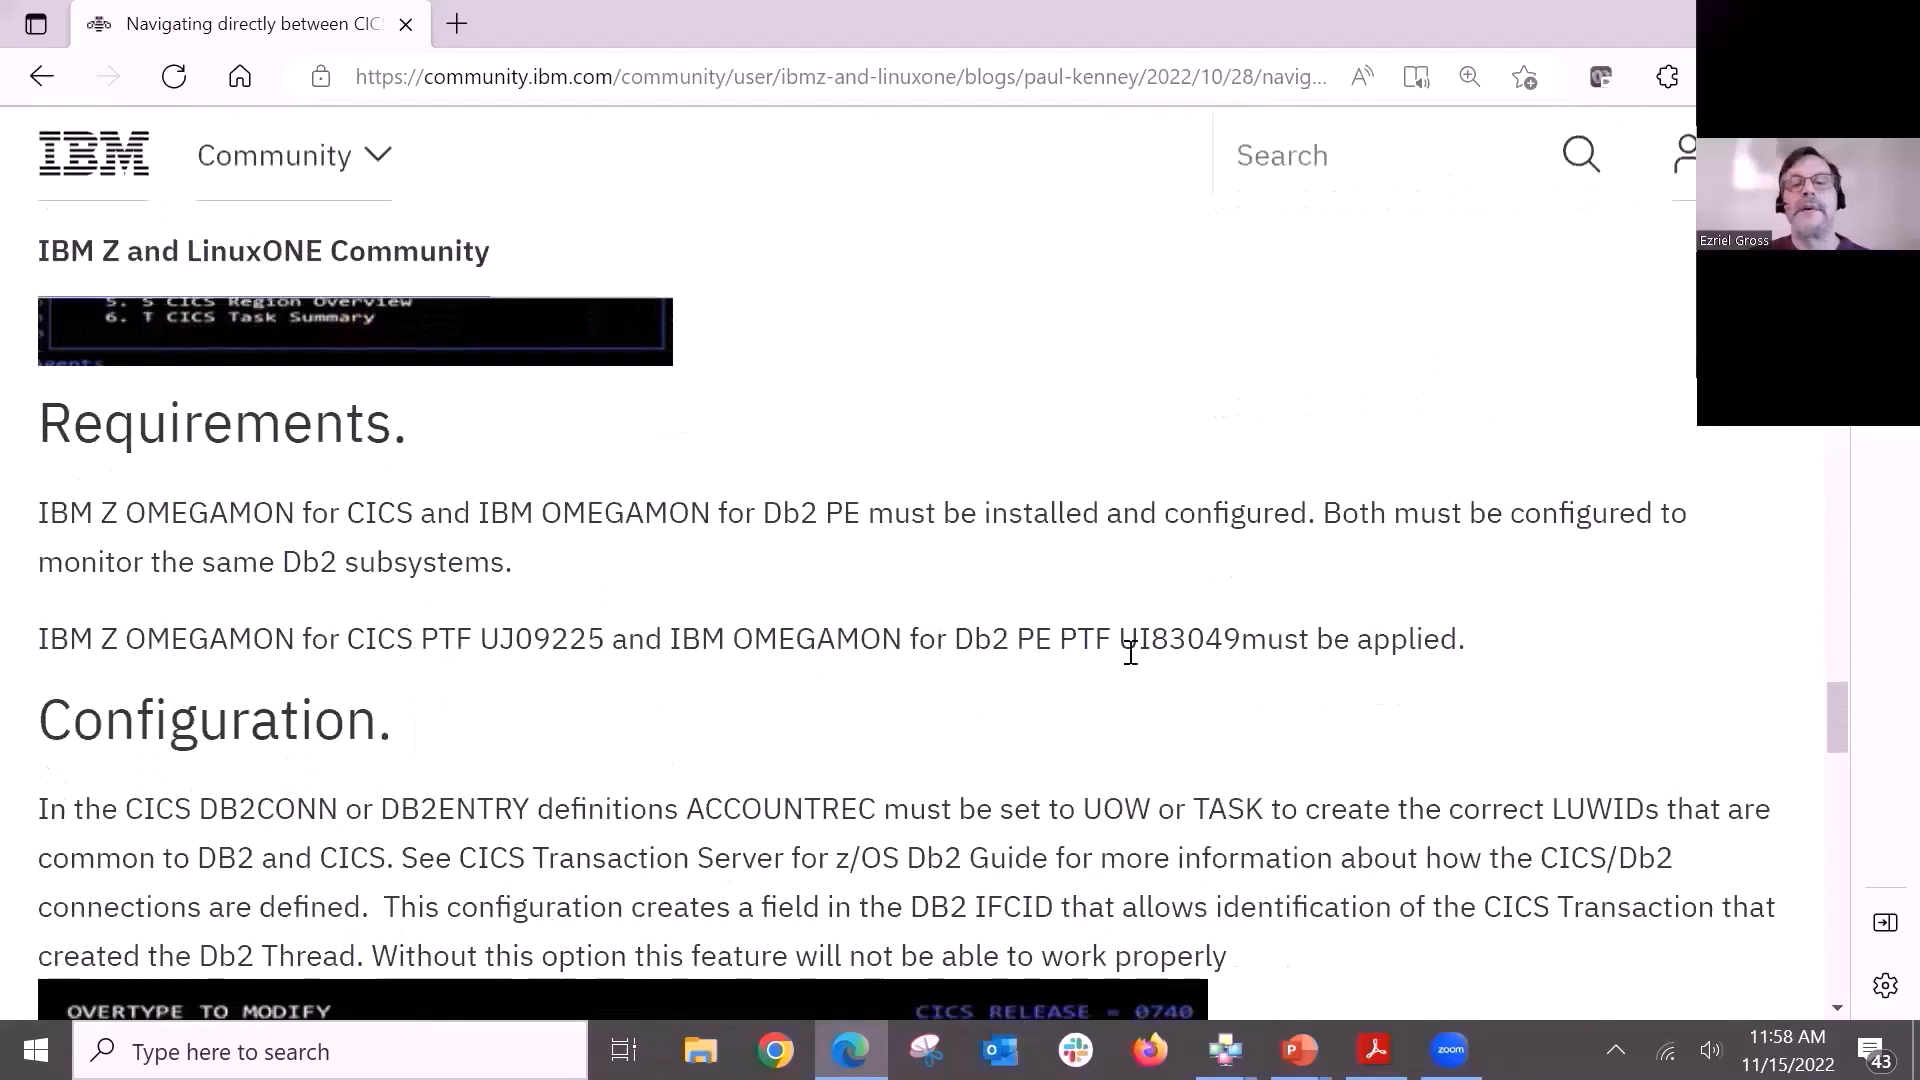 Navigating directly between CIC
https://community.ibm.com/community/user/ibmz-and-linuxone/blogs/paul-kenney/2022/10/28/navig...
IBM
Community
Search
Ezriel Gross
IBM Z and LinuxONE Community
5. S CICS Region Overview
6. T CICS Task Summary
Requirements.
IBM Z OMEGAMON for CICS and IBM OMEGAMON for Db2 PE must be installed and configured. Both must be configured to
monitor the same Db2 subsystems.
IBM Z OMEGAMON for CICS PTF UJ09225 and IBM OMEGAMON for Db2 PE PTF UI83049must be applied.
Configuration.
In the CICS DB2CONN or DB2ENTRY definitions ACCOUNTREC must be set to UOW or TASK to create the correct LUWIDs that are
common to DB2 and CICS. See CICS Transaction Server for z/OS Db2 Guide for more information about how the CICS/Db2
connections are defined.  This configuration creates a field in the DB2 IFCID that allows identification of the CICS Transaction that
created the Db2 Thread. Without this option this feature will not be able to work properly
OVERTYPE TO MODIFY CICS RELEASE = 0740
Type here to search
zoom
11:58 AM
11/15/2022
43